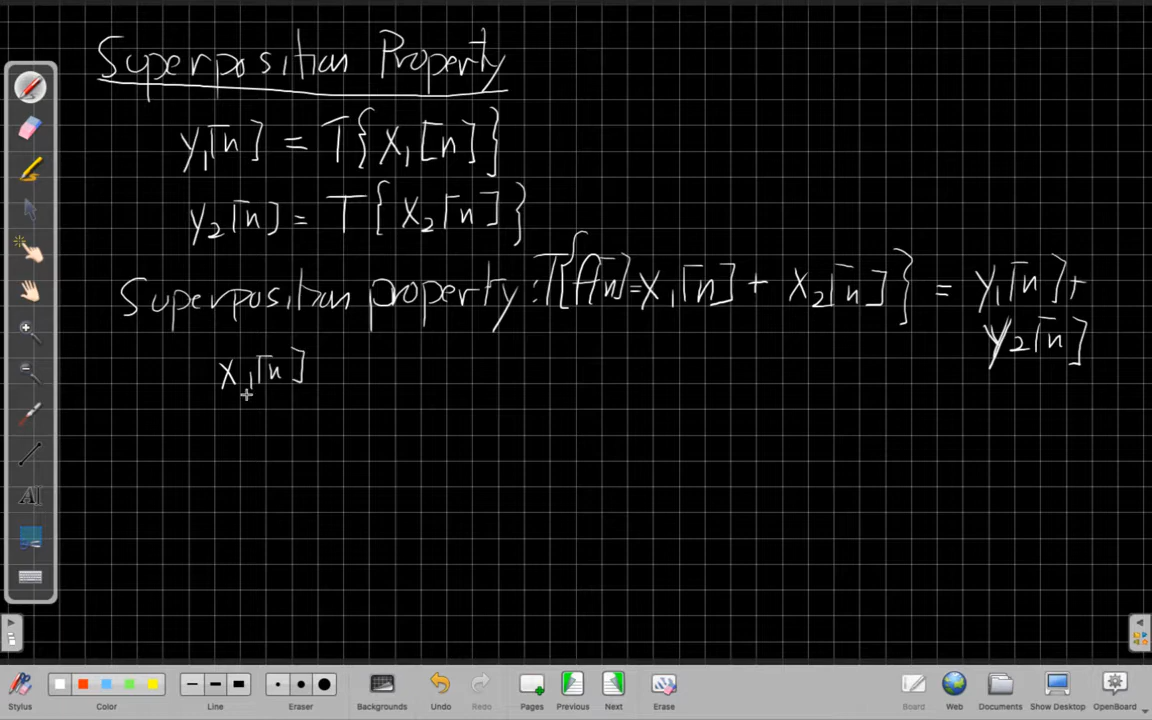 Superposition Property
y₁[n] = T{x₁[n]}
y₂[n] = T{x₂[n]}
Superposition property: T{f[n]=x₁[n] + x₂[n]} = y₁[n]+
y₂[n]
x₁[n]
Stylus
Color
Line
Eraser
Backgrounds
Undo
Redo
Pages
Previous
Next
Erase
Board
Web
Documents
Show Desktop
OpenBoard